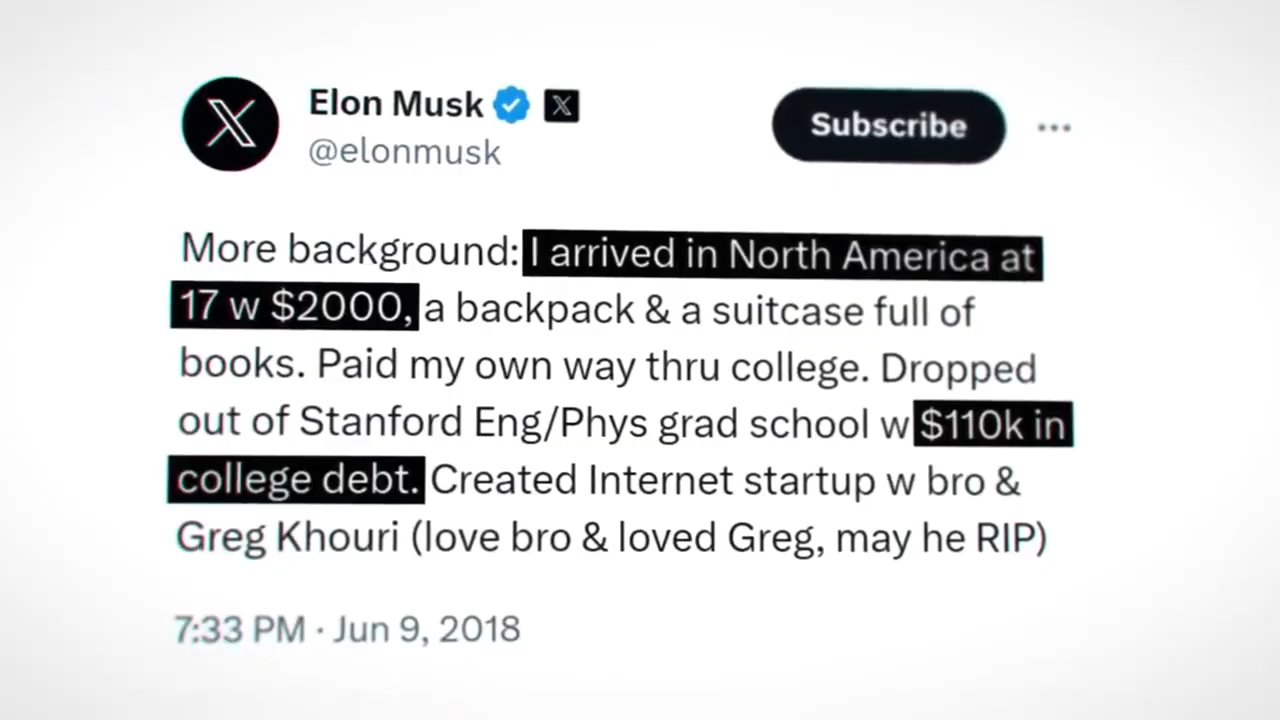 Elon Musk
@elonmusk
Subscribe
More background: I arrived in North America at
17 w $2000, a backpack & a suitcase full of
books. Paid my own way thru college. Dropped
out of Stanford Eng/Phys grad school w $110k in
college debt. Created Internet startup w bro &
Greg Khouri (love bro & loved Greg, may he RIP)
7:33 PM · Jun 9, 2018